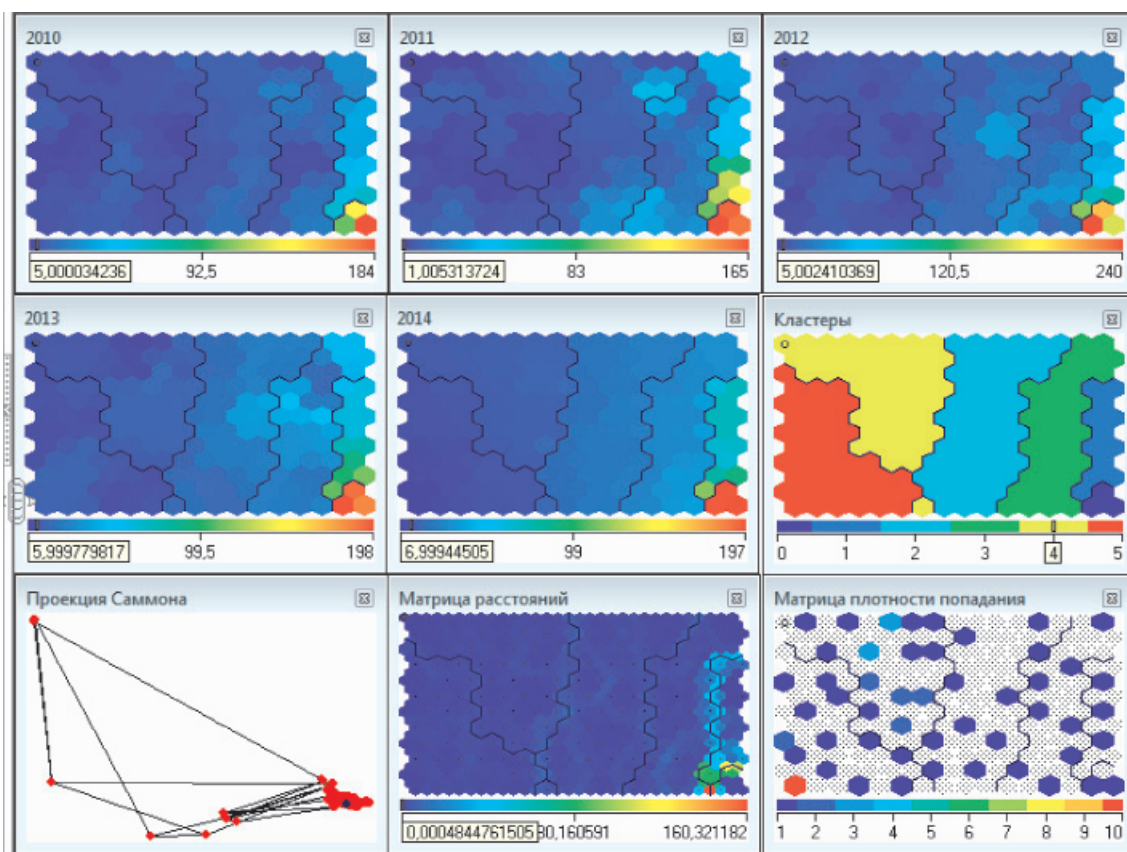 2010
2011
2012
5,000034236 92,5 184
1,005313724 83 165
5,002410369 120,5 240
2013
2014
Кластеры
5,999779817 99,5 198
6,99944505 99 197
0 1 2 3 4 5
Проекция Саммона
Матрица расстояний
Матрица плотности попадания
0,0004844761505 80,160591 160,321182
1 2 3 4 5 6 7 8 9 10